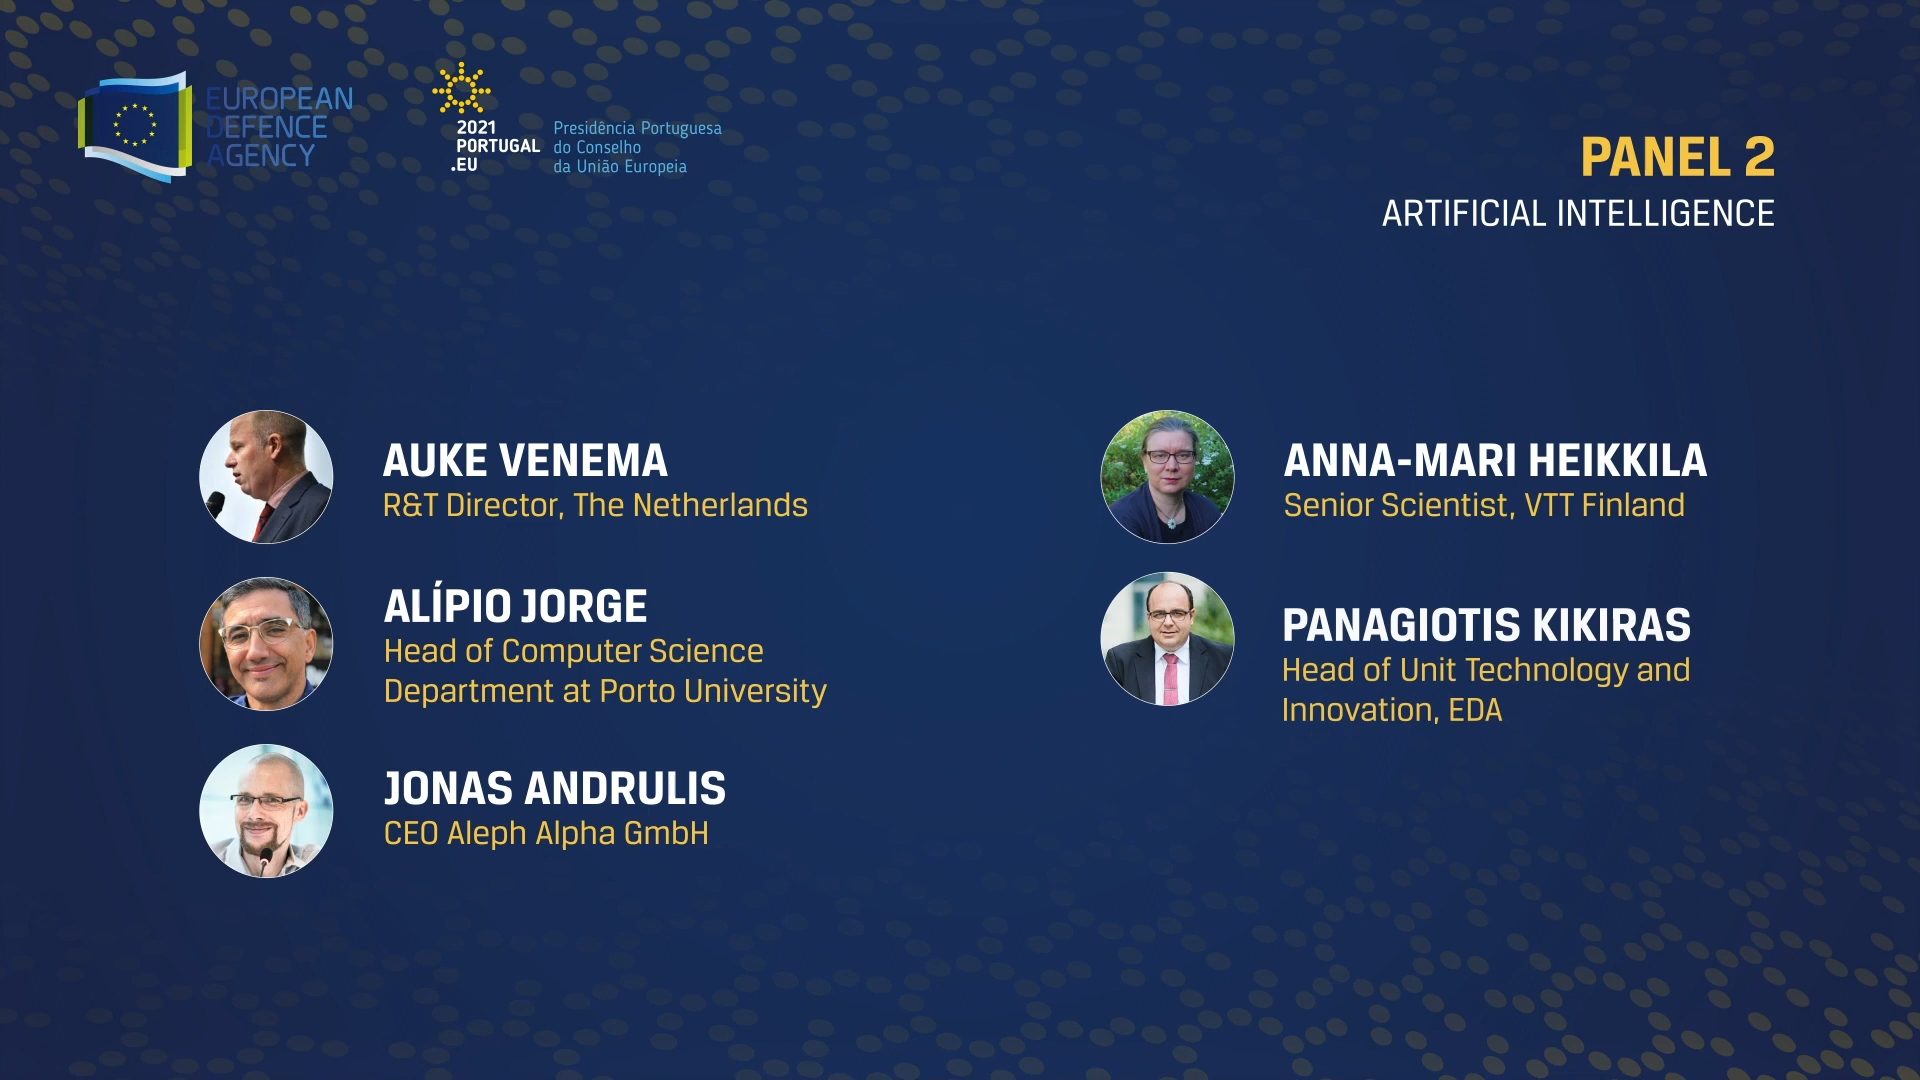 EUROPEAN
DEFENCE
AGENCY
2021
PORTUGAL
.EU
Presidência Portuguesa
do Conselho
da União Europeia
PANEL 2
ARTIFICIAL INTELLIGENCE
AUKE VENEMA
R&T Director, The Netherlands
ALÍPIO JORGE
Head of Computer Science
Department at Porto University
JONAS ANDRULIS
CEO Aleph Alpha GmbH
ANNA-MARI HEIKKILA
Senior Scientist, VTT Finland
PANAGIOTIS KIKIRAS
Head of Unit Technology and
Innovation, EDA